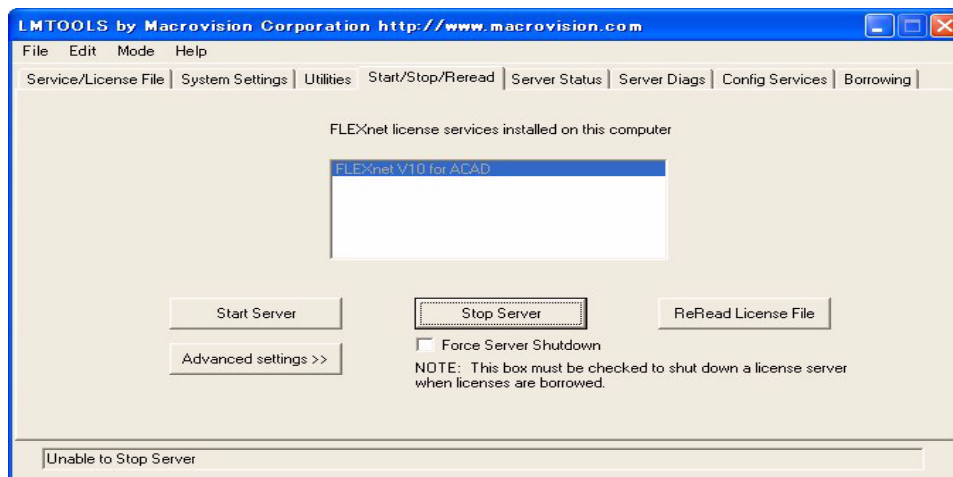 LMTOOLS by Macrovision Corporation http://www.macrovision.com
File Edit Mode Help
Service/License File System Settings Utilities Start/Stop/Reread Server Status Server Diags Config Services Borrowing
FLEXnet license services installed on this computer
FLEXnet V10 for ACAD
Start Server Stop Server ReRead License File
Force Server Shutdown
Advanced settings >>
NOTE: This box must be checked to shut down a license server
when licenses are borrowed.
Unable to Stop Server